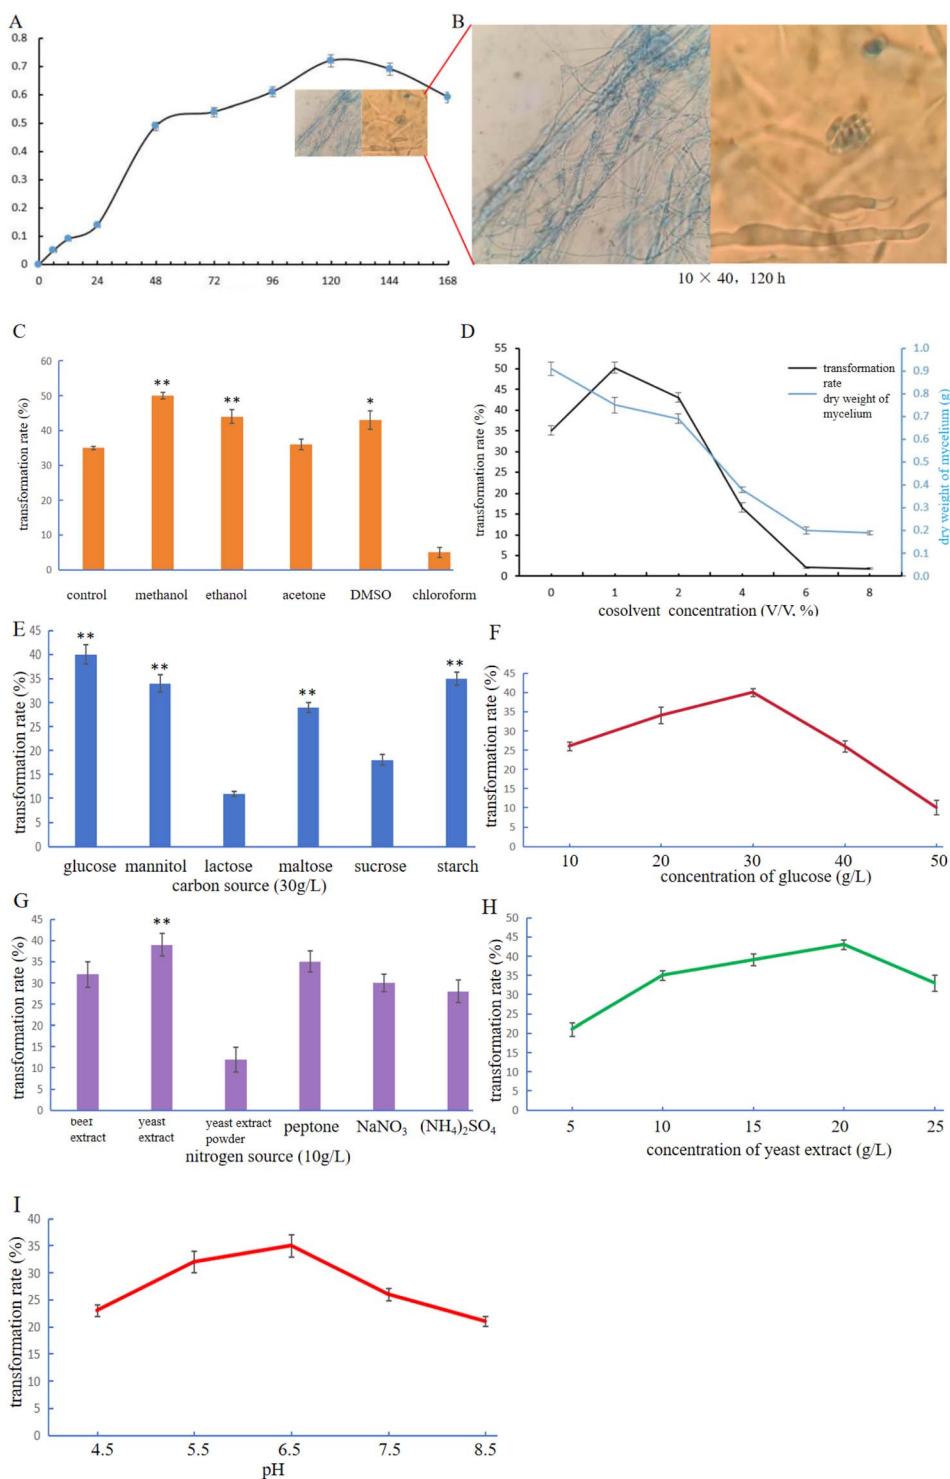 A
B
0.8
0.7
0.6
0.5
0.4
0.3
0.2
0.1
0
0 24 48 72 96 120 144 168
10 × 40, 120 h
C
transformation rate (%)
60
50
40
30
20
10
0
** ** *
control methanol ethanol acetone DMSO chloroform
D
transformation rate (%)
55
50
45
40
35
30
25
20
15
10
5
0
transformation
rate
dry weight of
mycelium
1.0
0.9
0.8
0.7
0.6
0.5
0.4
0.3
0.2
0.1
0.0
dry weight of mycelium (g)
0 1 2 4 6 8
cosolvent concentration (V/V, %)
E
transformation rate (%)
45
40
35
30
25
20
15
10
5
0
** ** ** **
glucose mannitol lactose maltose sucrose starch
carbon source (30g/L)
F
transformation rate (%)
45
40
35
30
25
20
15
10
5
0
10 20 30 40 50
concentration of glucose (g/L)
G
transformation rate (%)
45
40
35
30
25
20
15
10
5
0
**
beef extract yeast extract yeast extract powder peptone NaNO3 (NH4)2SO4
nitrogen source (10g/L)
H
transformation rate (%)
50
45
40
35
30
25
20
15
10
5
0
5 10 15 20 25
concentration of yeast extract (g/L)
I
transformation rate (%)
40
35
30
25
20
15
10
5
0
4.5 5.5 6.5 7.5 8.5
pH